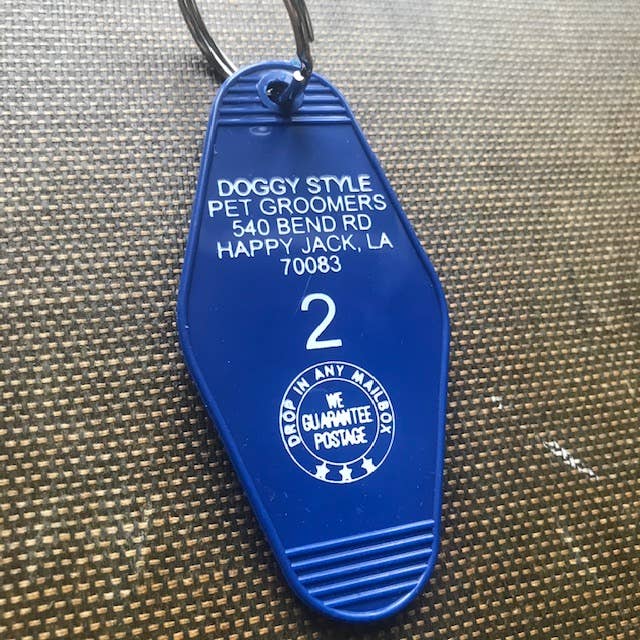 DOGGY STYLE
PET GROOMERS
540 BEND RD
HAPPY JACK, LA
70083
2
DROP IN ANY MAILBOX
WE
GUARANTEE
POSTAGE